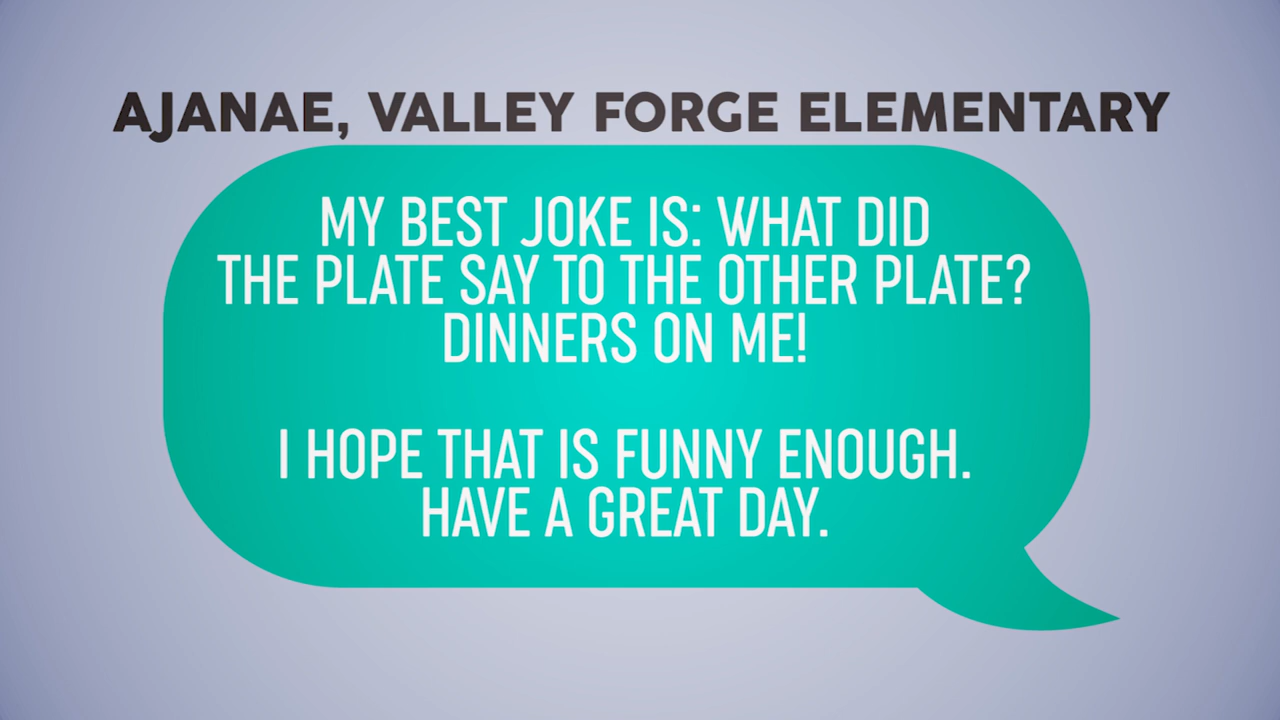 AJANAE, VALLEY FORGE ELEMENTARY
MY BEST JOKE IS: WHAT DID
THE PLATE SAY TO THE OTHER PLATE?
DINNERS ON ME!
I HOPE THAT IS FUNNY ENOUGH.
HAVE A GREAT DAY.